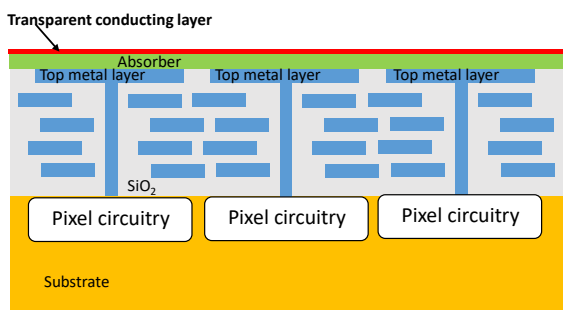 Transparent conducting layer
Absorber
Top metal layer Top metal layer Top metal layer
SiO₂
Pixel circuitry Pixel circuitry Pixel circuitry
Substrate